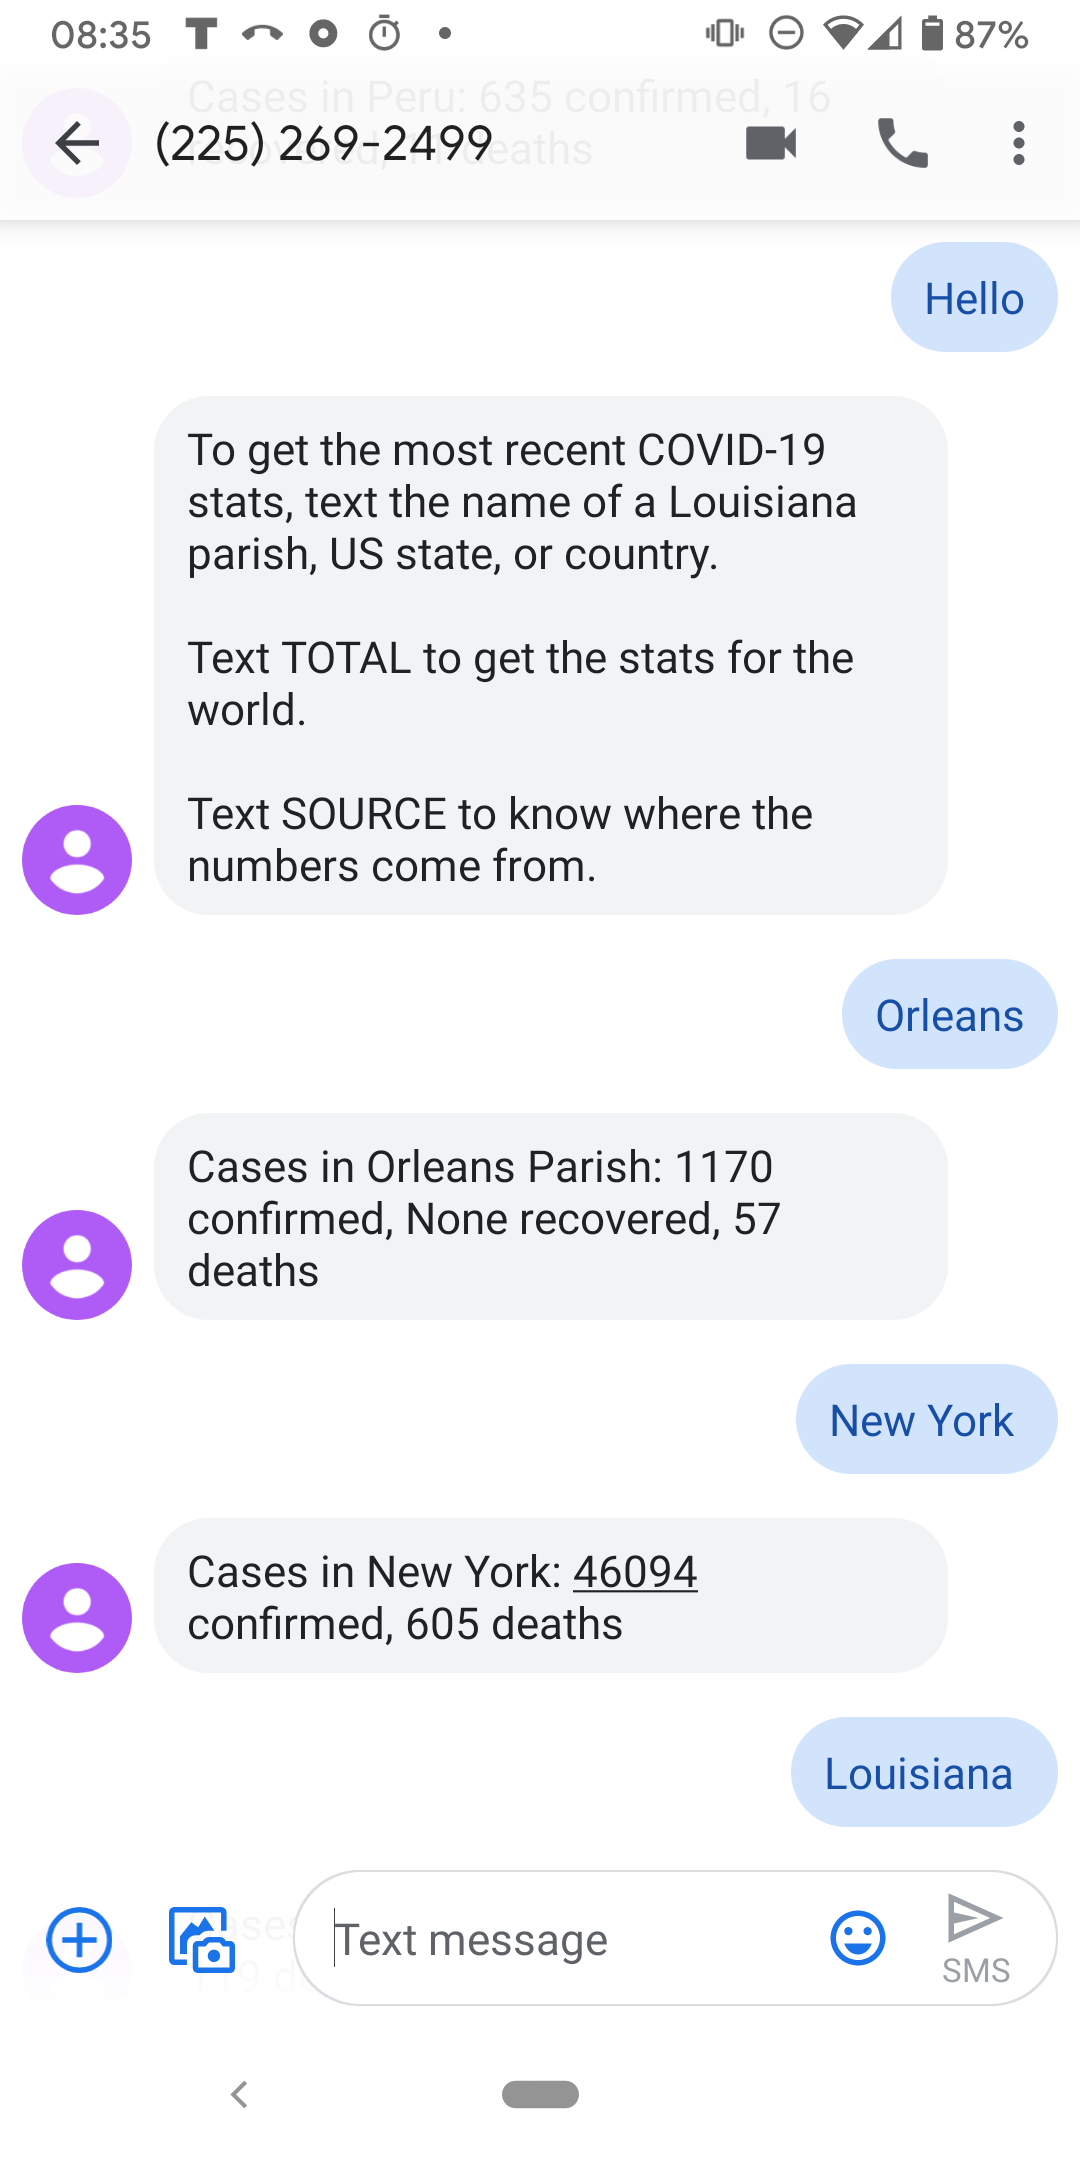 08:35
87%
Cases in Peru: 635 confirmed, 16
recovered, 11 deaths
(225) 269-2499
Hello
To get the most recent COVID-19
stats, text the name of a Louisiana
parish, US state, or country.
Text TOTAL to get the stats for the
world.
Text SOURCE to know where the
numbers come from.
Orleans
Cases in Orleans Parish: 1170
confirmed, None recovered, 57
deaths
New York
Cases in New York: 46094
confirmed, 605 deaths
Louisiana
Text message
SMS